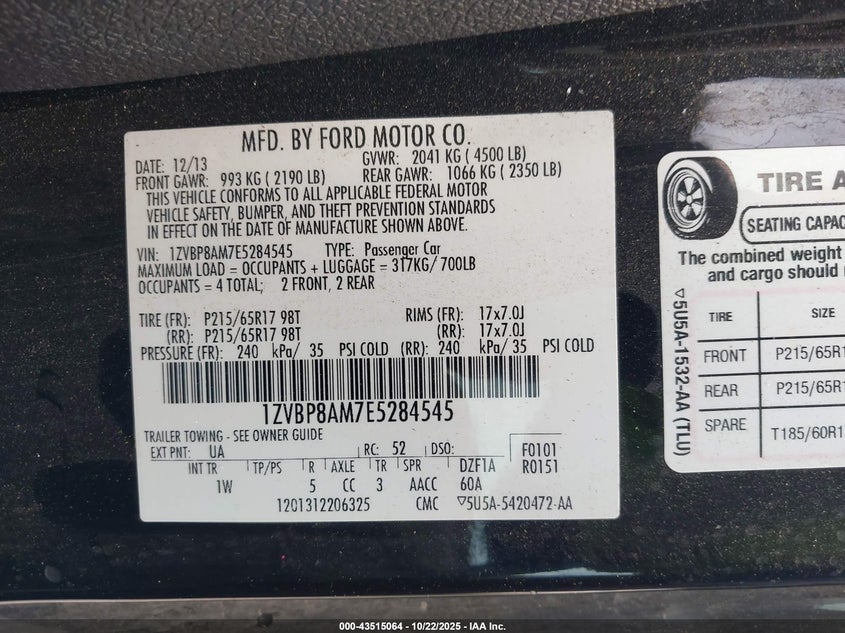 MFD. BY FORD MOTOR CO.
DATE: 12/13 GVWR: 2041 KG ( 4500 LB)
FRONT GAWR: 993 KG ( 2190 LB) REAR GAWR: 1066 KG ( 2350 LB)
THIS VEHICLE CONFORMS TO ALL APPLICABLE FEDERAL MOTOR
VEHICLE SAFETY, BUMPER, AND THEFT PREVENTION STANDARDS
IN EFFECT ON THE DATE OF MANUFACTURE SHOWN ABOVE.
VIN: 1ZVBP8AM7E5284545 TYPE: Passenger Car
MAXIMUM LOAD = OCCUPANTS + LUGGAGE = 317KG/ 700LB
OCCUPANTS = 4 TOTAL; 2 FRONT, 2 REAR
TIRE (FR): P215/65R17 98T RIMS (FR): 17x7.0J
(RR): P215/65R17 98T (RR): 17x7.0J
PRESSURE (FR): 240 kPa/ 35 PSI COLD (RR): 240 kPa/ 35 PSI COLD
1ZVBP8AM7E5284545
TRAILER TOWING - SEE OWNER GUIDE
EXT PNT: UA RC: 52 DSO: F0101
R0151
INT TR TP/PS R AXLE TR SPR DZF1A
1W 5 CC 3 AACC 60A
1201312206325 CMC ▽5U5A-5420472-AA
TIRE A
SEATING CAPAC
The combined weight
and cargo should
TIRE SIZE
FRONT P215/65R1
REAR P215/65R1
SPARE T185/60R1
▽5U5A-1532-AA (TLU)
000-43515064 - 10/22/2025 - IAA Inc.